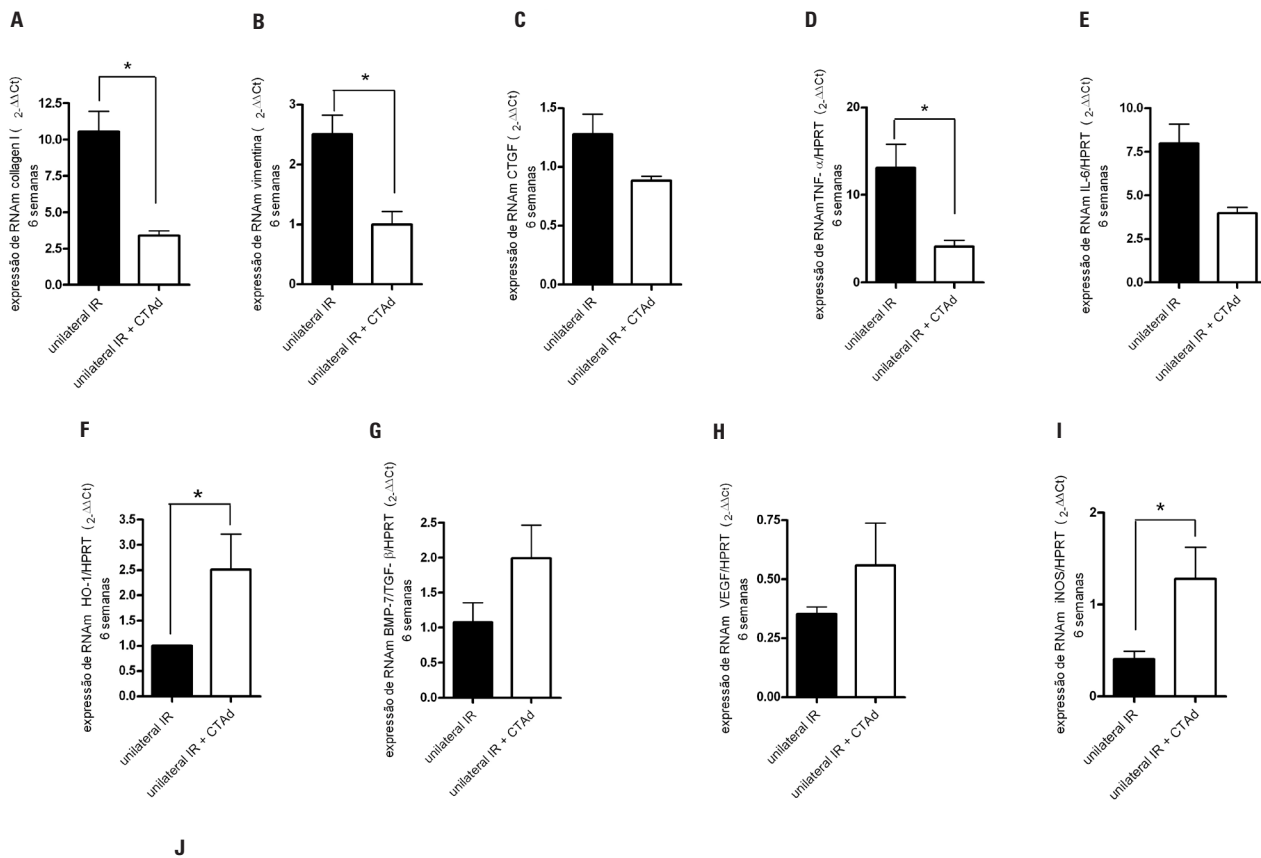 A
B
C
D
E
expressão de RNAm collagen I ( 2-ΔΔCt)
6 semanas
12.5
10.0
7.5
5.0
2.5
0.0
*
unilateral IR
unilateral IR + CTAd
expressão de RNAm vimentina ( 2-ΔΔCt)
6 semanas
3
2
1
0
*
unilateral IR
unilateral IR + CTAd
expressão de RNAm CTGF ( 2-ΔΔCt)
6 semanas
1.5
1.0
0.5
0.0
unilateral IR
unilateral IR + CTAd
expressão de RNAmTNF- α/HPRT (2-ΔΔCt)
6 semanas
20
10
0
*
unilateral IR
unilateral IR + CTAd
expressão de RNAm IL-6/HPRT ( 2-ΔΔCt)
6 semanas
10.0
7.5
5.0
2.5
0.0
unilateral IR
unilateral IR + CTAd
F
G
H
I
expressão de RNAm HO-1/HPRT ( 2-ΔΔCt)
6 semanas
3.5
3.0
2.5
2.0
1.5
1.0
0.5
0.0
*
unilateral IR
unilateral IR + CTAd
expressão de RNAm BMP-7/TGF- β/HPRT (2-ΔΔCt)
6 semanas
2.5
2.0
1.5
1.0
0.5
0.0
unilateral IR
unilateral IR + CTAd
expressão de RNAm VEGF/HPRT ( 2-ΔΔCt)
6 semanas
0.75
0.50
0.25
0.00
unilateral IR
unilateral IR + CTAd
expressão de RNAm iNOS/HPRT ( 2-ΔΔCt)
6 semanas
2
1
0
*
unilateral IR
unilateral IR + CTAd
J